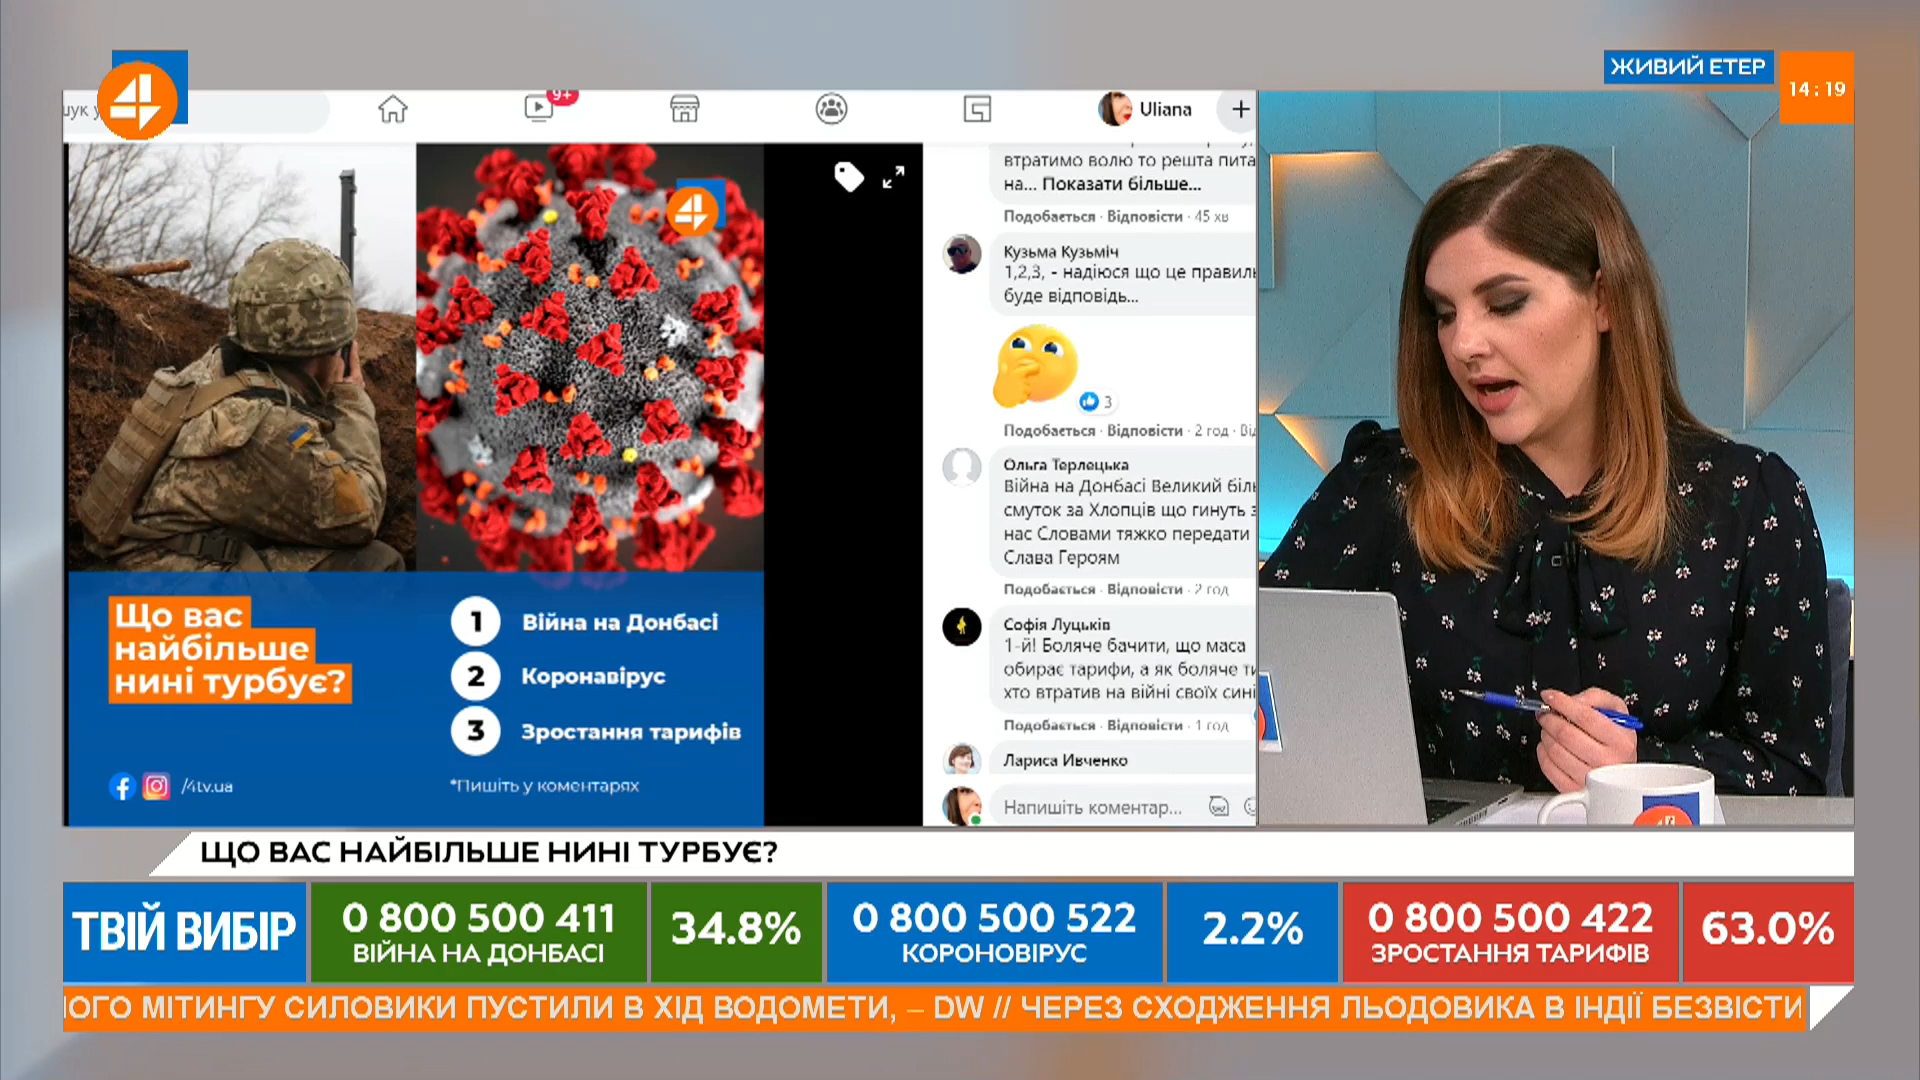 ЖИВИЙ ЕТЕР
14:19
9+
Uliana
втратимо волю то решта пита
на... Показати більше...
Подобається · Відповісти · 45 хв
Кузьма Кузьміч
1,2,3, - надіюся що це правиль
буде відповідь...
3
Подобається · Відповісти · 2 год · Ві
Ольга Терлецька
Війна на Донбасі Великий біль
смуток за Хлопців що гинуть з
нас Словами тяжко передати
Слава Героям
Подобається · Відповісти · 2 год
Софія Луцьків
1-й! Боляче бачити, що маса
обирає тарифи, а як боляче ти
хто втратив на війні своїх сині
Подобається · Відповісти · 1 год
Лариса Ивченко
Напишіть коментар...
Що вас
найбільше
нині турбує?
1 Війна на Донбасі
2 Коронавірус
3 Зростання тарифів
/4tv.ua
*Пишіть у коментарях
ЩО ВАС НАЙБІЛЬШЕ НИНІ ТУРБУЄ?
ТВІЙ ВИБІР
0 800 500 411
ВІЙНА НА ДОНБАСІ
34.8%
0 800 500 522
КОРОНОВІРУС
2.2%
0 800 500 422
ЗРОСТАННЯ ТАРИФІВ
63.0%
НОГО МІТИНГУ СИЛОВИКИ ПУСТИЛИ В ХІД ВОДОМЕТИ, – DW // ЧЕРЕЗ СХОДЖЕННЯ ЛЬОДОВИКА В ІНДІЇ БЕЗВІСТИ